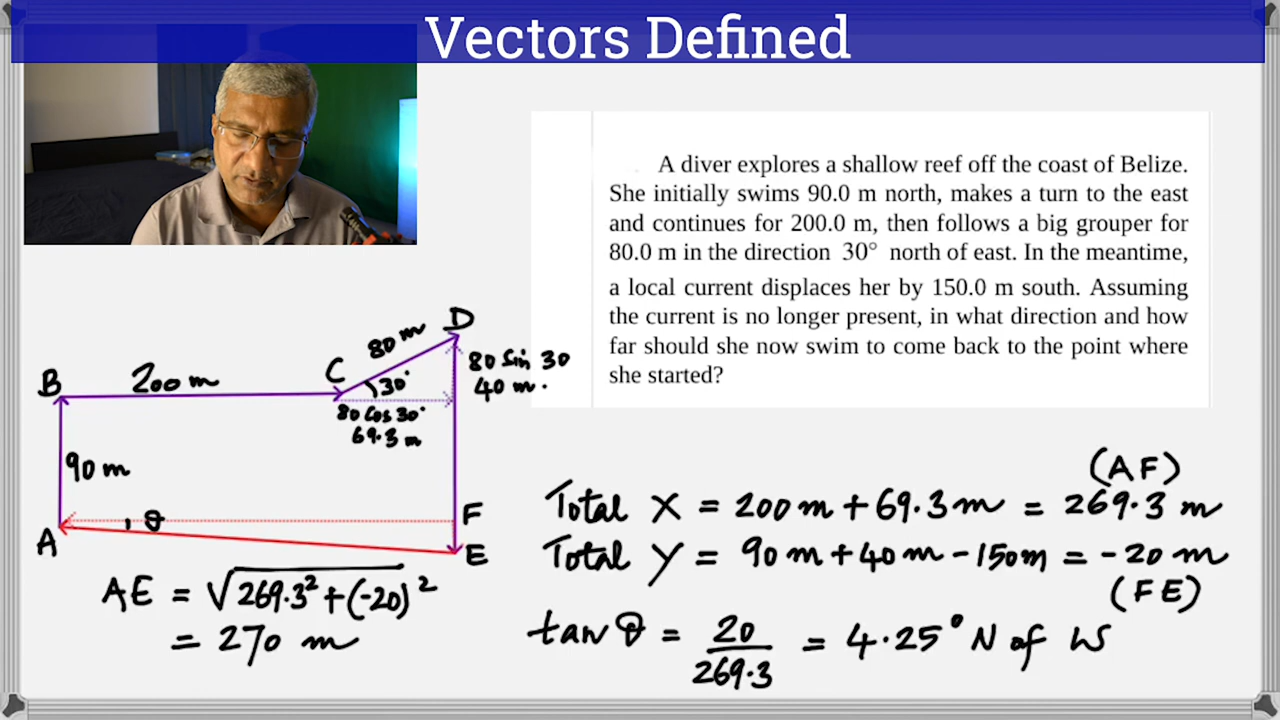 Vectors Defined
A diver explores a shallow reef off the coast of Belize.
She initially swims 90.0 m north, makes a turn to the east
and continues for 200.0 m, then follows a big grouper for
80.0 m in the direction 30° north of east. In the meantime,
a local current displaces her by 150.0 m south. Assuming
the current is no longer present, in what direction and how
far should she now swim to come back to the point where
she started?
D
80 m
C
80 Sin 30
B
200 m
30°
40 m.
80 Cos 30°
69.3 m
90 m
θ
F
A
E
AE = √269.3² + (-20)²
= 270 m
(AF)
Total X = 200 m + 69.3 m = 269.3 m
Total Y = 90 m + 40 m - 150 m = -20 m
(FE)
tan θ = 20/269.3 = 4.25° N of W